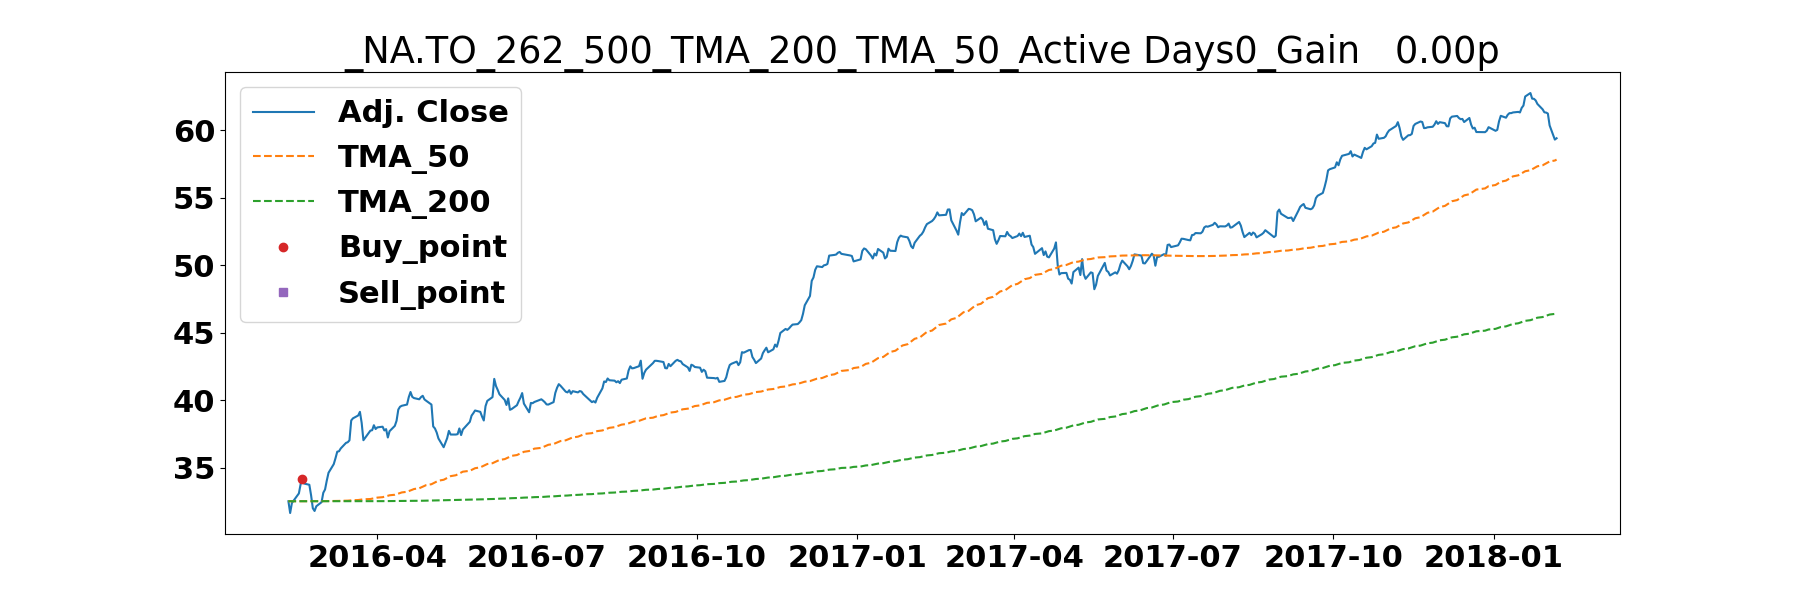 _NA.TO_262_500_TMA_200_TMA_50_Active Days0_Gain   0.00p
Adj. Close
TMA_50
TMA_200
Buy_point
Sell_point
60
55
50
45
40
35
2016-04 2016-07 2016-10 2017-01 2017-04 2017-07 2017-10 2018-01